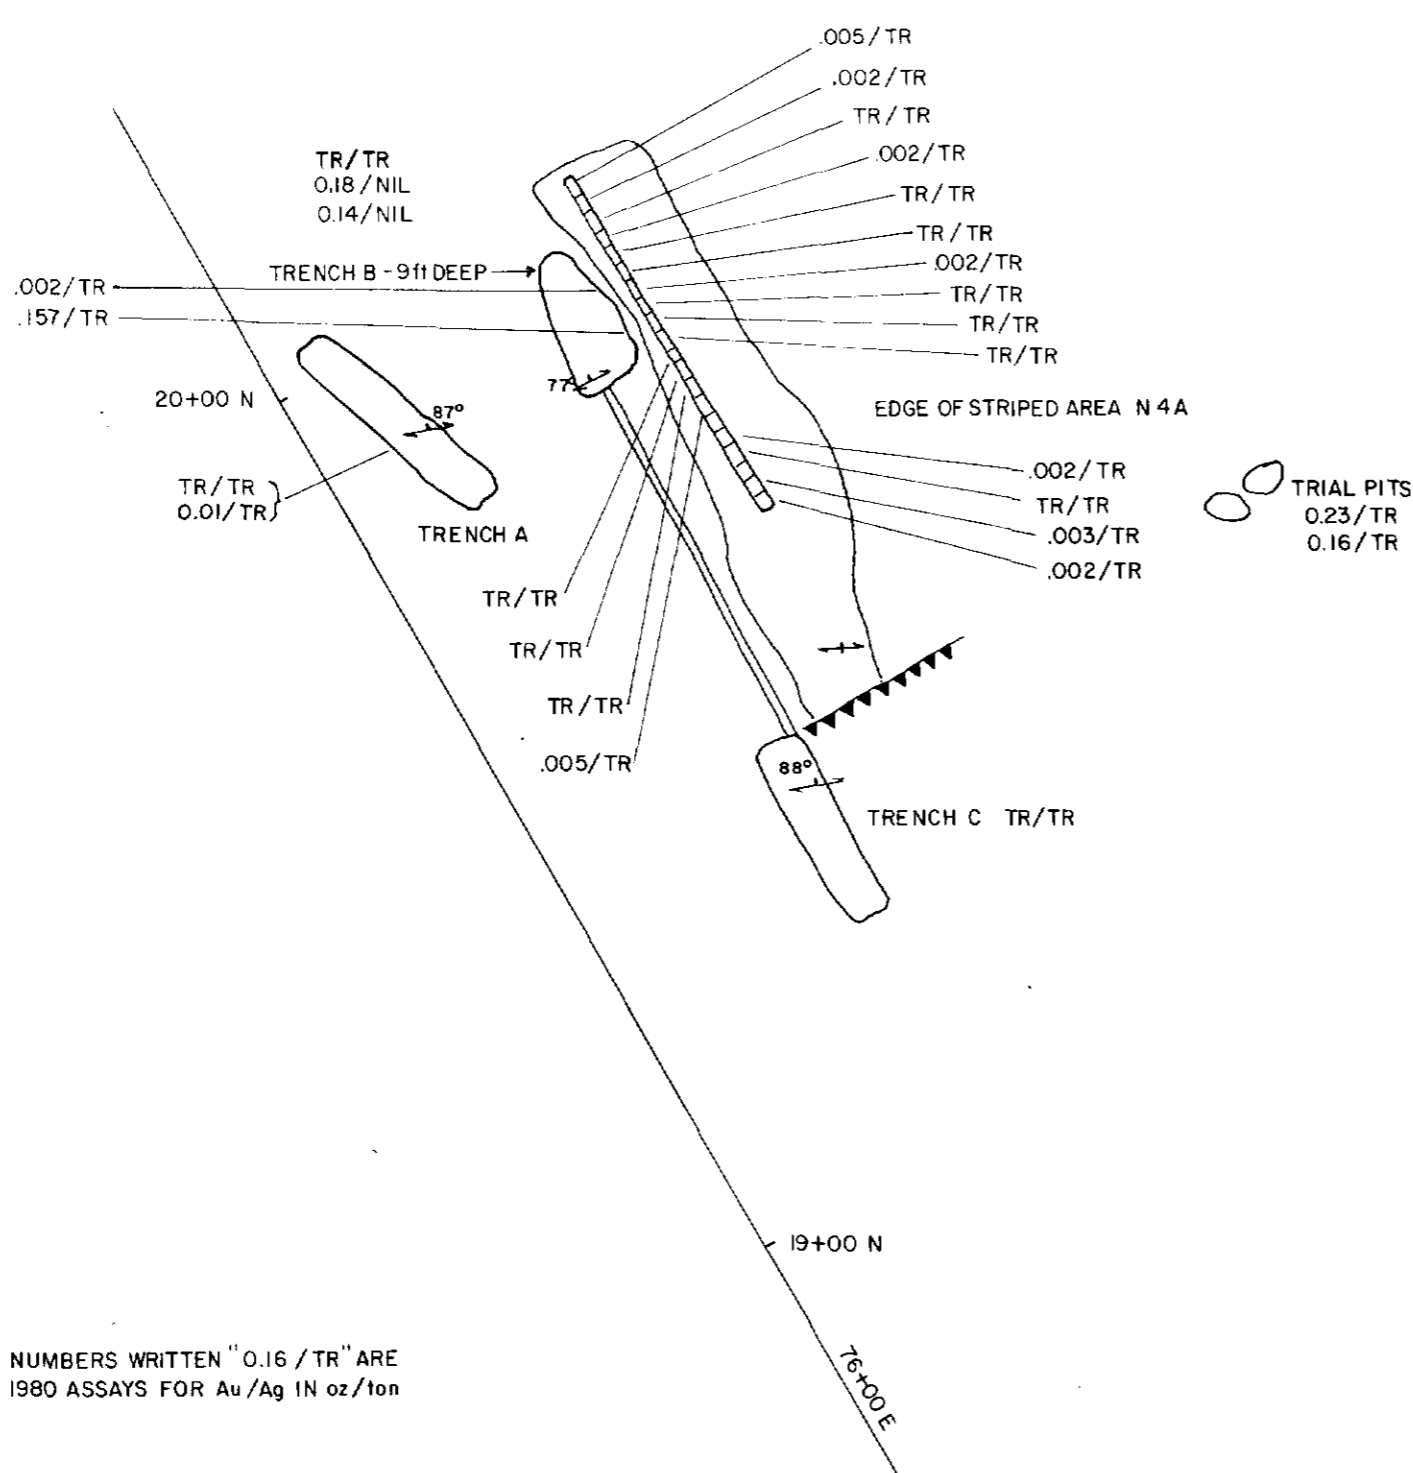 .005/TR
.002/TR
TR/TR
.002/TR
TR/TR
TR/TR
.002/TR
TR/TR
TR/TR
TR/TR
TR/TR
0.18/NIL
0.14/NIL
TRENCH B - 9ft DEEP
.002/TR
.157/TR
20+00 N
77°
87°
TR/TR
0.01/TR
TRENCH A
EDGE OF STRIPED AREA N 4A
.002/TR
TR/TR
.003/TR
.002/TR
TRIAL PITS
0.23/TR
0.16/TR
TR/TR
TR/TR
TR/TR
.005/TR
88°
TRENCH C TR/TR
19+00 N
76+00 E
NUMBERS WRITTEN "0.16 / TR" ARE
1980 ASSAYS FOR Au/Ag IN oz/ton